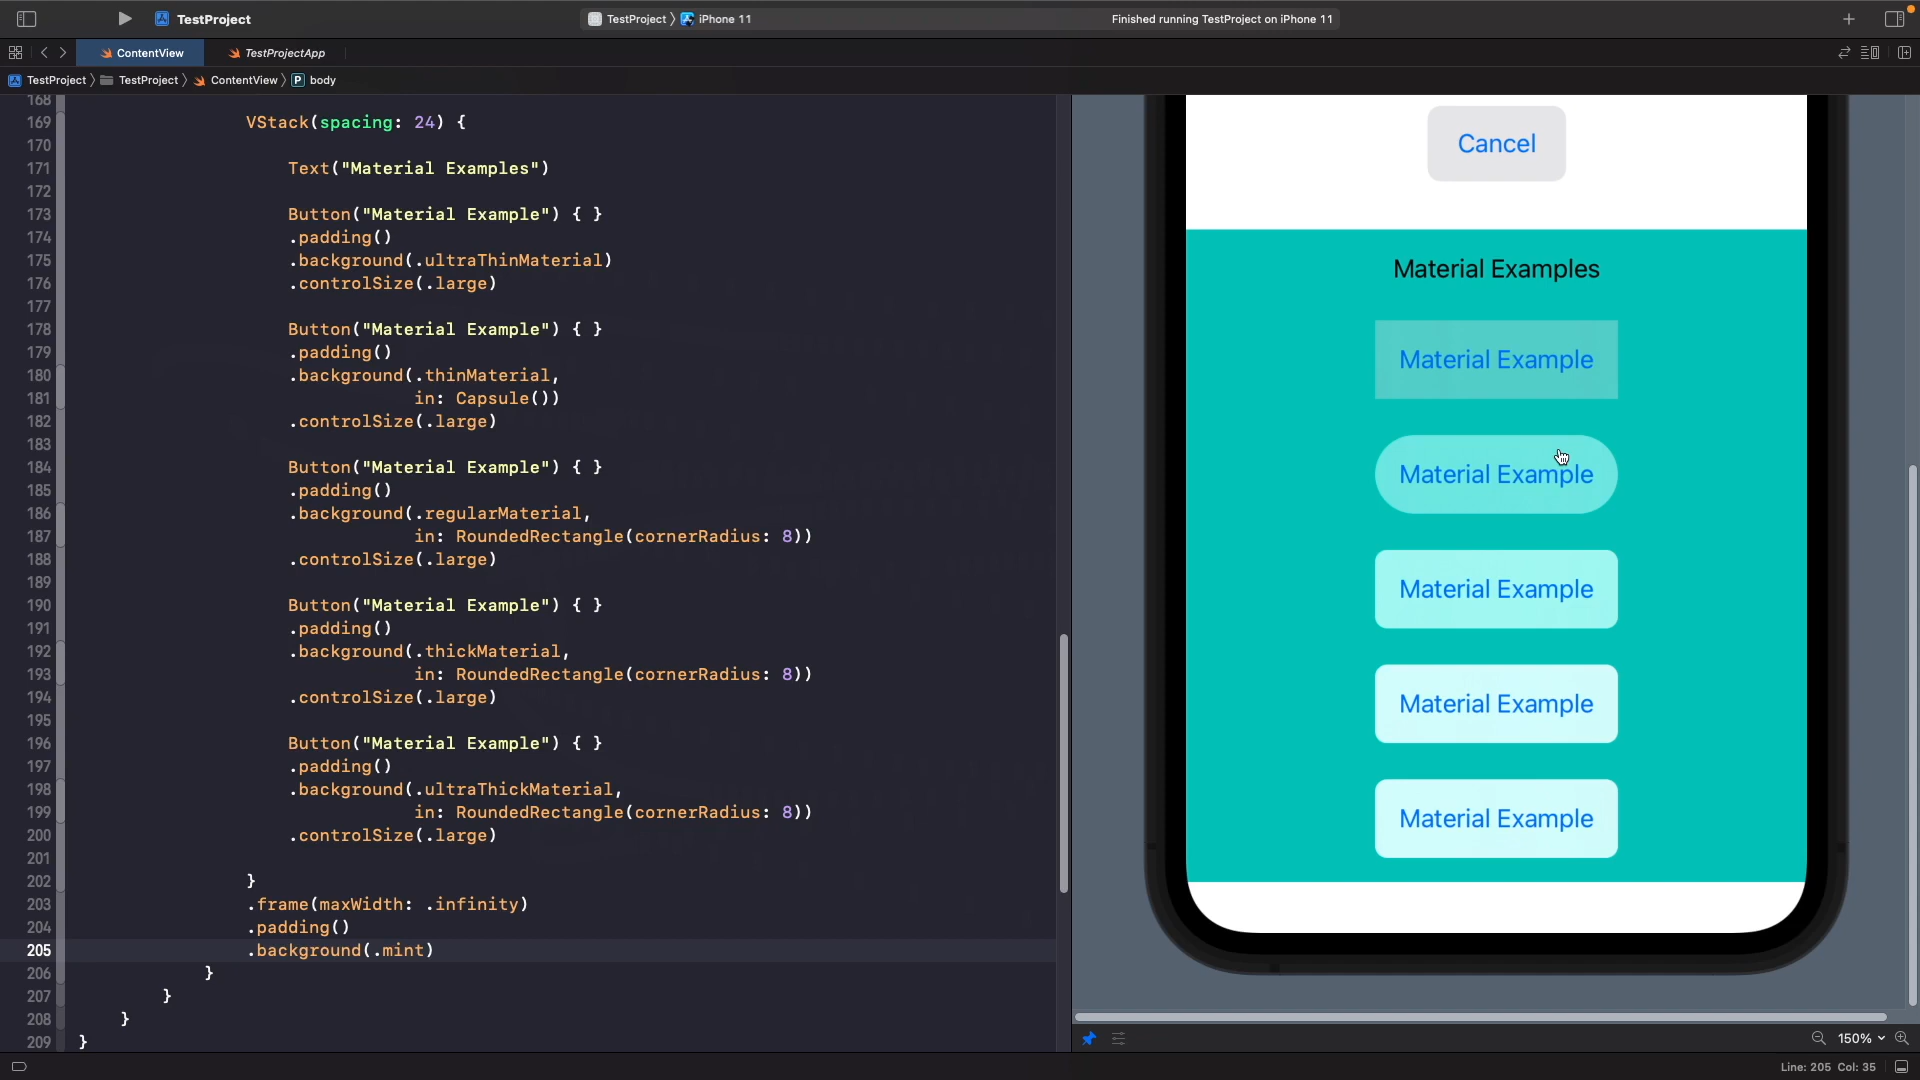 TestProject
TestProject 〉 iPhone 11
Finished running TestProject on iPhone 11
ContentView
TestProjectApp
TestProject 〉 TestProject 〉 ContentView 〉 P body
168
169 VStack(spacing: 24) {
170
171 Text("Material Examples")
172
173 Button("Material Example") { }
174 .padding()
175 .background(.ultraThinMaterial)
176 .controlSize(.large)
177
178 Button("Material Example") { }
179 .padding()
180 .background(.thinMaterial,
181 in: Capsule())
182 .controlSize(.large)
183
184 Button("Material Example") { }
185 .padding()
186 .background(.regularMaterial,
187 in: RoundedRectangle(cornerRadius: 8))
188 .controlSize(.large)
189
190 Button("Material Example") { }
191 .padding()
192 .background(.thickMaterial,
193 in: RoundedRectangle(cornerRadius: 8))
194 .controlSize(.large)
195
196 Button("Material Example") { }
197 .padding()
198 .background(.ultraThickMaterial,
199 in: RoundedRectangle(cornerRadius: 8))
200 .controlSize(.large)
201
202 }
203 .frame(maxWidth: .infinity)
204 .padding()
205 .background(.mint)
206 }
207 }
208 }
209 }
Cancel
Material Examples
Material Example
Material Example
Material Example
Material Example
Material Example
150%
Line: 205 Col: 35